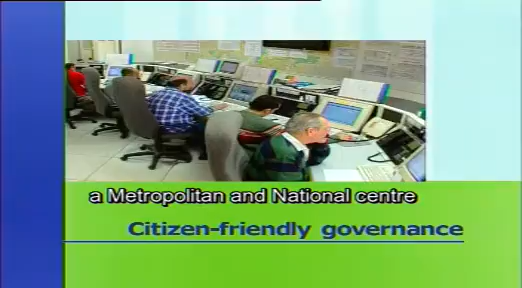 a Metropolitan and National centre
Citizen-friendly governance